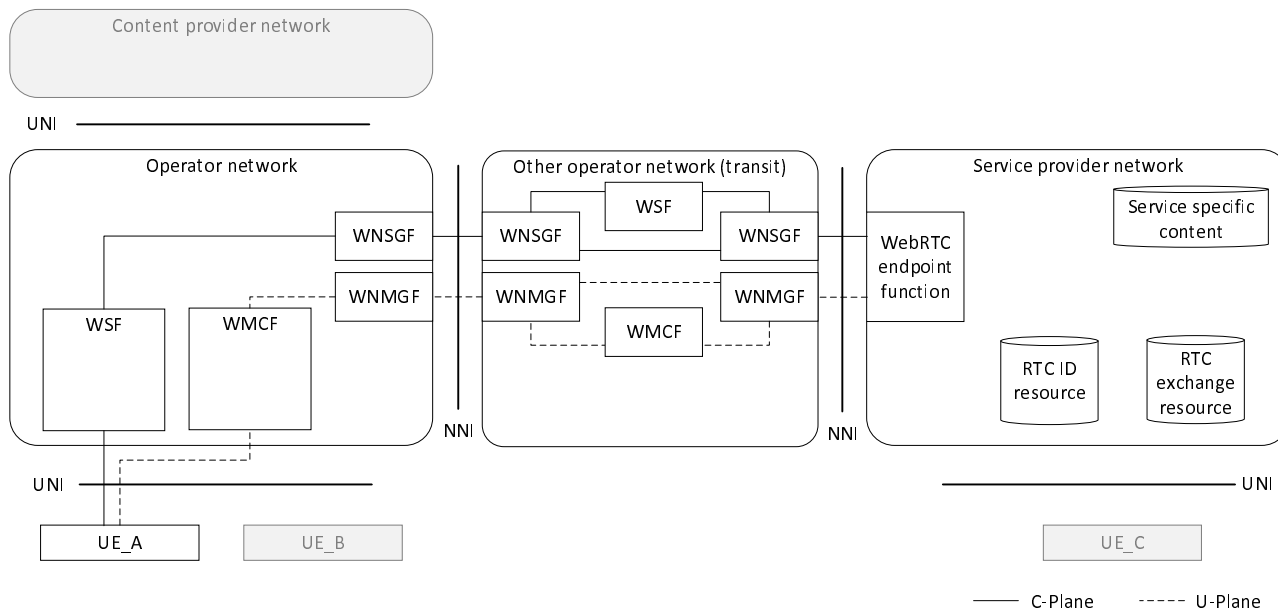 Content provider network
UNI
Operator network
Other operator network (transit)
Service provider network
WSF
Service specific
content
WNSGF
WNSGF
WNSGF
WebRTC
endpoint
function
WNMGF
WNMGF
WNMGF
WSF
WMCF
WMCF
RTC ID
resource
RTC
exchange
resource
NNI
NNI
UNI
UNI
UE_A
UE_B
UE_C
C-Plane
U-Plane